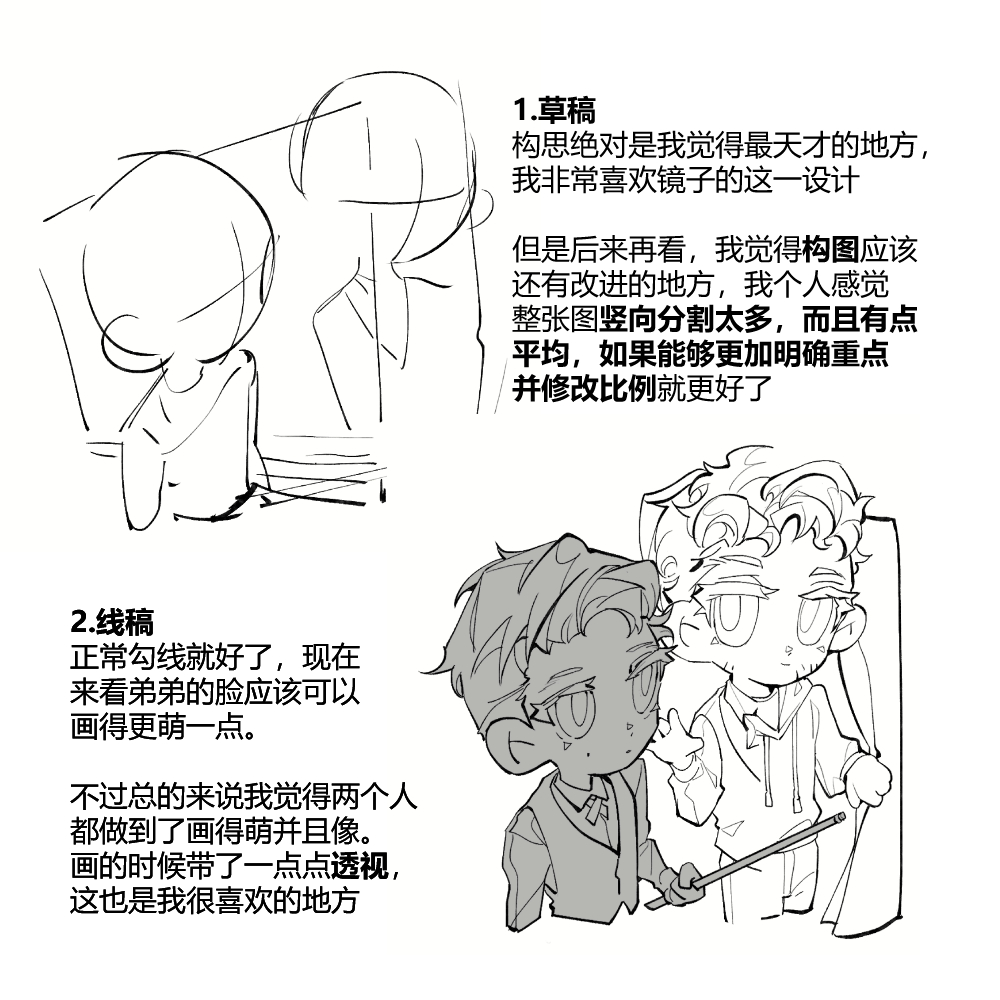 1.草稿
构思绝对是我觉得最天才的地方，
我非常喜欢镜子的这一设计
但是后来再看，我觉得构图应该
还有改进的地方，我个人感觉
整张图竖向分割太多，而且有点
平均，如果能够更加明确重点
并修改比例就更好了
2.线稿
正常勾线就好了，现在
来看弟弟的脸应该可以
画得更萌一点。
不过总的来说我觉得两个人
都做到了画得萌并且像。
画的时候带了一点点透视，
这也是我很喜欢的地方